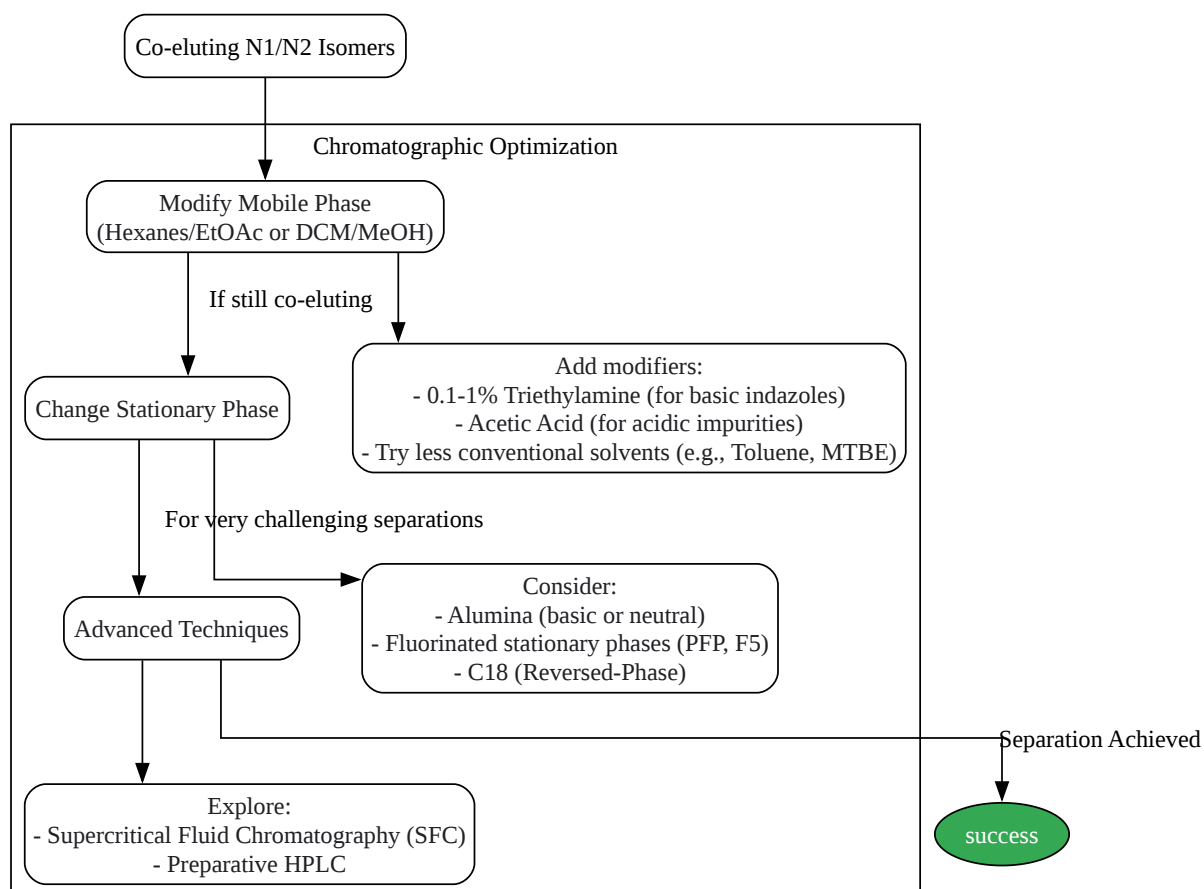 Co-eluting N1/N2 Isomers
Chromatographic Optimization
Modify Mobile Phase
(Hexanes/EtOAc or DCM/MeOH)
If still co-eluting
Add modifiers:
- 0.1-1% Triethylamine (for basic indazoles)
- Acetic Acid (for acidic impurities)
- Try less conventional solvents (e.g., Toluene, MTBE)
Change Stationary Phase
For very challenging separations
Consider:
- Alumina (basic or neutral)
- Fluorinated stationary phases (PFP, F5)
- C18 (Reversed-Phase)
Advanced Techniques
Separation Achieved
Explore:
- Supercritical Fluid Chromatography (SFC)
- Preparative HPLC
success